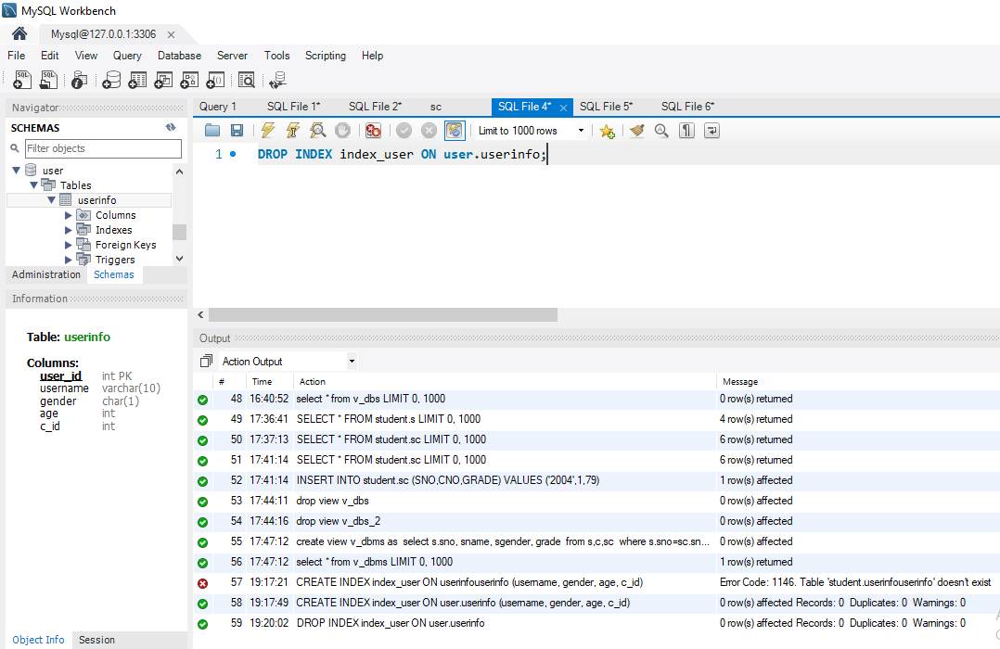 MySQL Workbench
Mysql@127.0.0.1:3306
File Edit View Query Database Server Tools Scripting Help
Navigator
SCHEMAS
Filter objects
user
Tables
userinfo
Columns
Indexes
Foreign Keys
Triggers
Administration Schemas
Information
Table: userinfo
Columns:
user_id int PK
username varchar(10)
gender char(1)
age int
c_id int
Object Info Session
Query 1 SQL File 1* SQL File 2* sc SQL File 4* SQL File 5* SQL File 6*
Limit to 1000 rows
1 DROP INDEX index_user ON user.userinfo;
Output
Action Output
# Time Action Message
48 16:40:52 select * from v_dbs LIMIT 0, 1000 0 row(s) returned
49 17:36:41 SELECT * FROM student.s LIMIT 0, 1000 4 row(s) returned
50 17:37:13 SELECT * FROM student.sc LIMIT 0, 1000 6 row(s) returned
51 17:41:14 SELECT * FROM student.sc LIMIT 0, 1000 6 row(s) returned
52 17:41:14 INSERT INTO student.sc (SNO,CNO,GRADE) VALUES ('2004',1,79) 1 row(s) affected
53 17:44:11 drop view v_dbs 0 row(s) affected
54 17:44:16 drop view v_dbs_2 0 row(s) affected
55 17:47:12 create view v_dbms as select s.sno, sname, sgender, grade from s,c,sc where s.sno=sc.sn... 0 row(s) affected
56 17:47:12 select * from v_dbms LIMIT 0, 1000 1 row(s) returned
57 19:17:21 CREATE INDEX index_user ON userinfouserinfo (username, gender, age, c_id) Error Code: 1146. Table 'student.userinfouserinfo' doesn't exist
58 19:17:49 CREATE INDEX index_user ON user.userinfo (username, gender, age, c_id) 0 row(s) affected Records: 0 Duplicates: 0 Warnings: 0
59 19:20:02 DROP INDEX index_user ON user.userinfo 0 row(s) affected Records: 0 Duplicates: 0 Warnings: 0